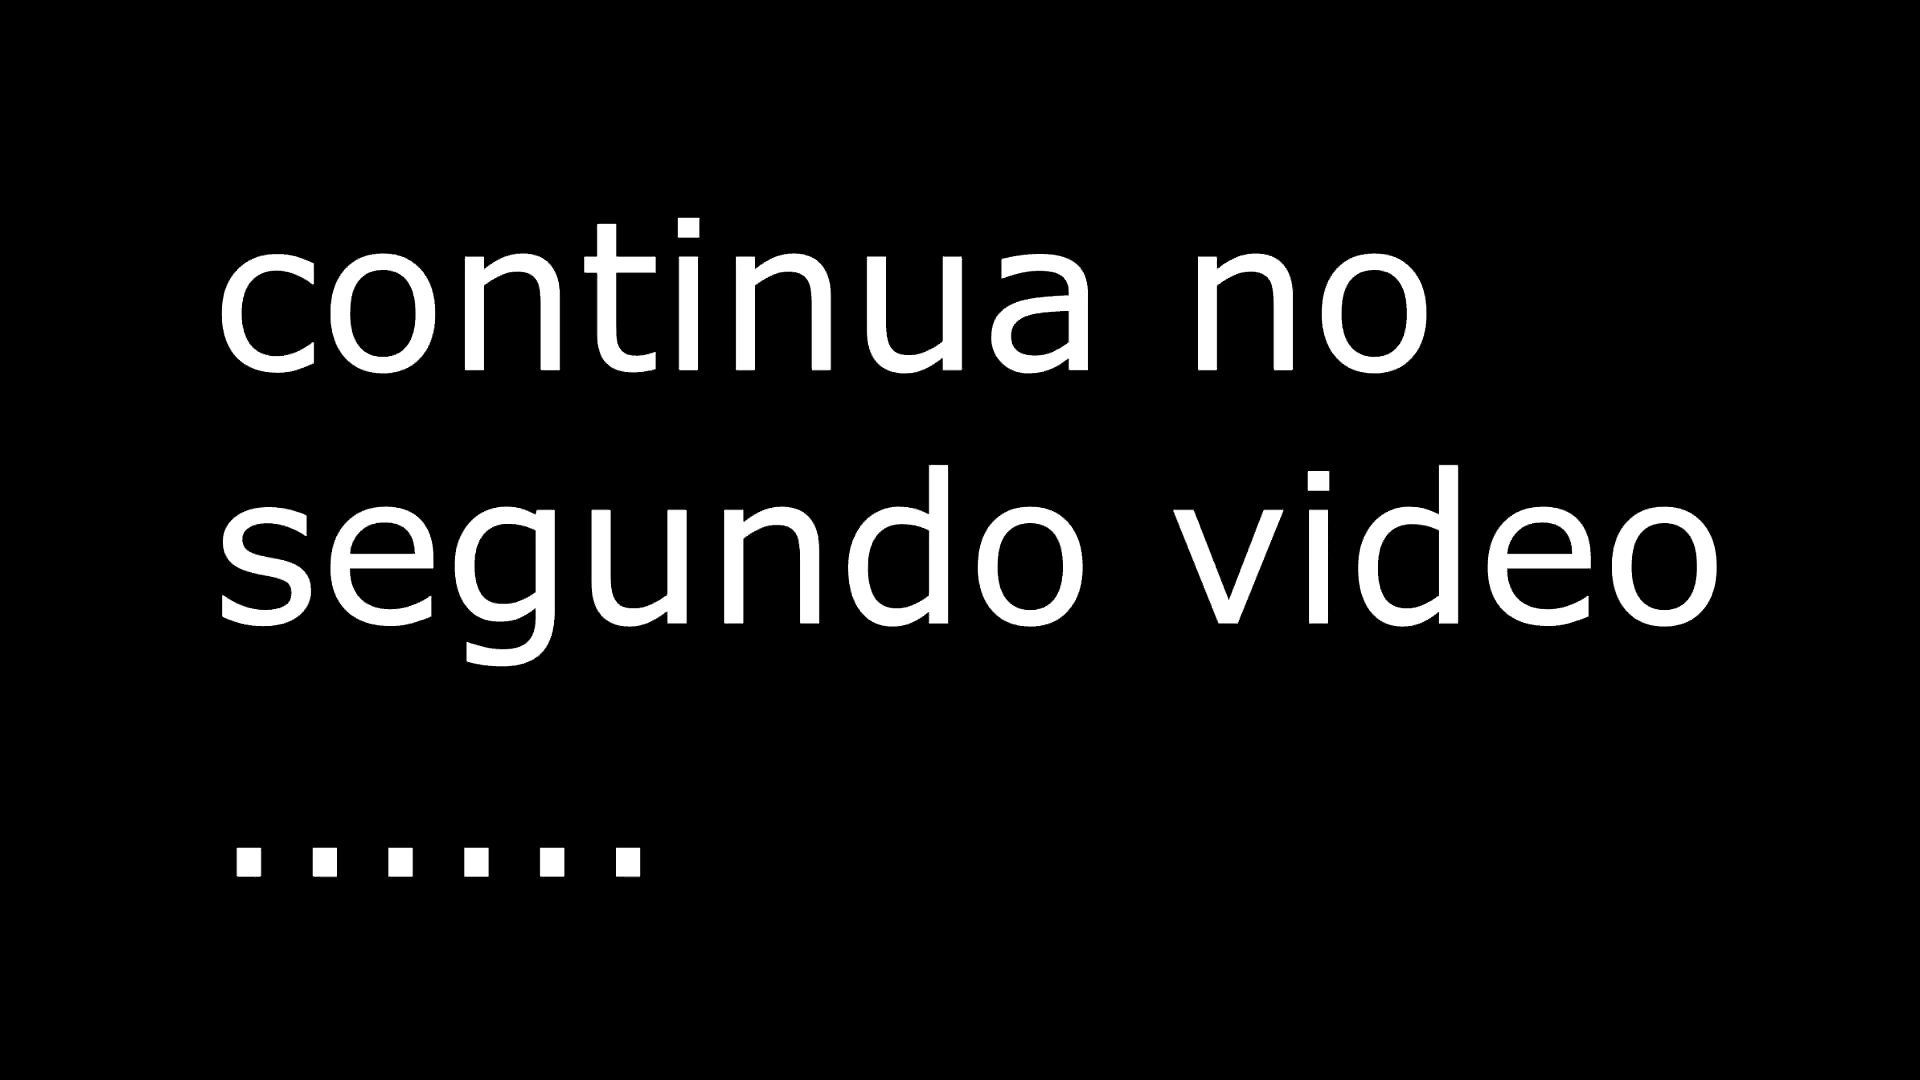 continua no
segundo video
......